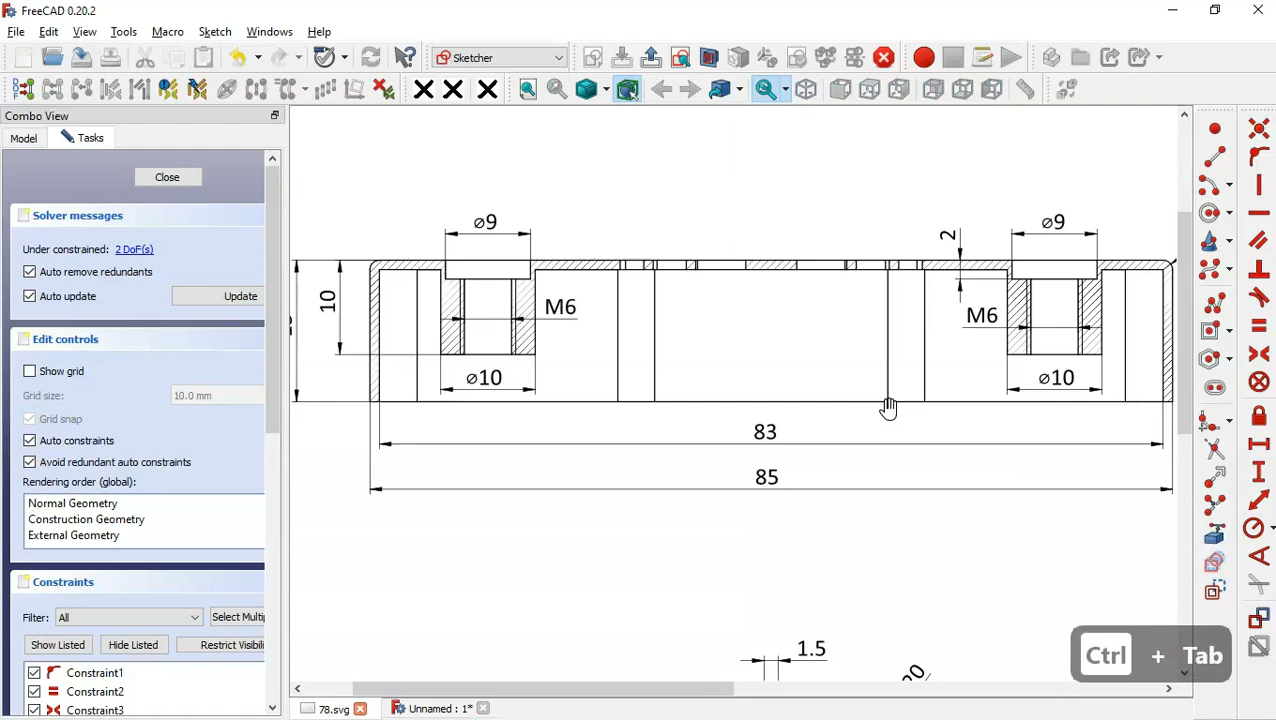 FreeCAD 0.20.2
File Edit View Tools Macro Sketch Windows Help
Sketcher
Combo View
Model Tasks
Close
Solver messages
Under constrained: 2 DoF(s)
Auto remove redundants
Auto update Update
Edit controls
Show grid
Grid size: 10.0 mm
Grid snap
Auto constraints
Avoid redundant auto constraints
Rendering order (global):
Normal Geometry
Construction Geometry
External Geometry
Constraints
Filter: All Select Multip
Show Listed Hide Listed Restrict Visibili
Constraint1
Constraint2
Constraint3
⌀9 2 ⌀9
10 M6 M6
⌀10 ⌀10
83
85
1.5
20
Ctrl + Tab
78.svg Unnamed : 1*